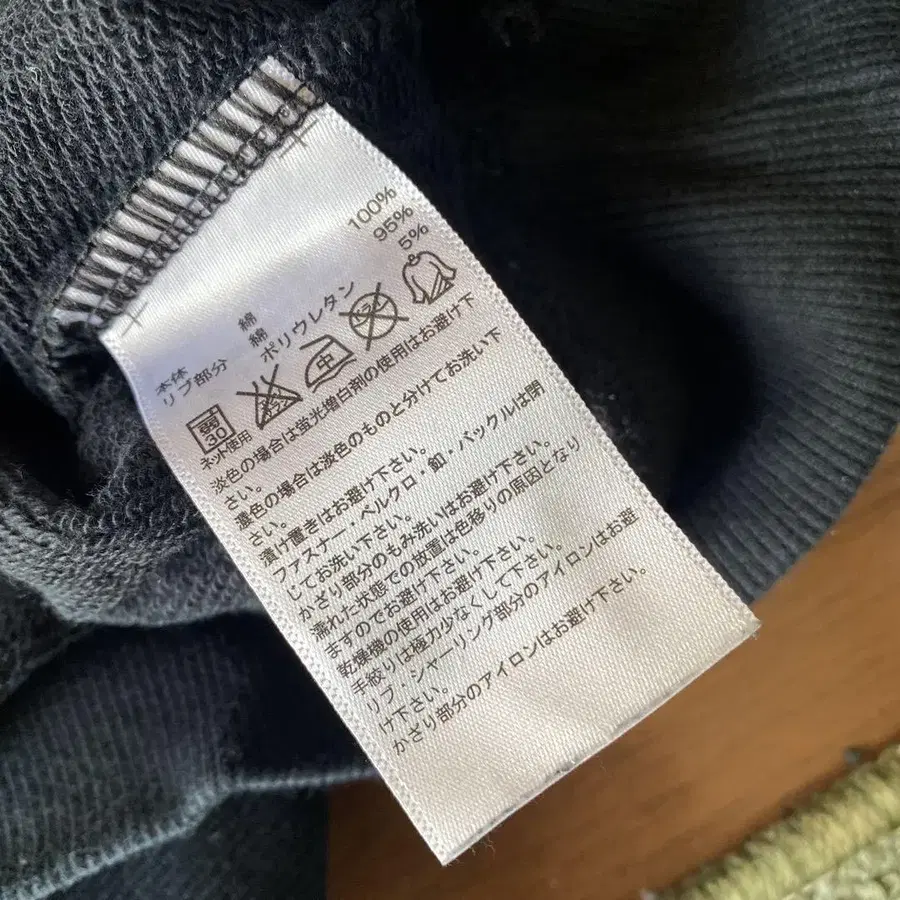 本体 綿 100%
リブ部分 綿 95%
ポリウレタン 5%
30 中 ドライ
ネット使用
淡色の場合は蛍光増白剤の使用はお避け下
さい。
濃色の場合は淡色のものと分けてお洗い下
さい。
漬け置きはお避け下さい。
ファスナー・ベルクロ・釦・バックルは閉
じてお洗い下さい。
かざり部分のもみ洗いはお避け下さい。
濡れた状態での放置は色移りの原因となり
ますのでお避け下さい。
乾燥機の使用はお避け下さい。
手絞りは極力少なくして下さい。
リブ・シャーリング部分のアイロンはお避
け下さい。
かざり部分のアイロンはお避け下さい。